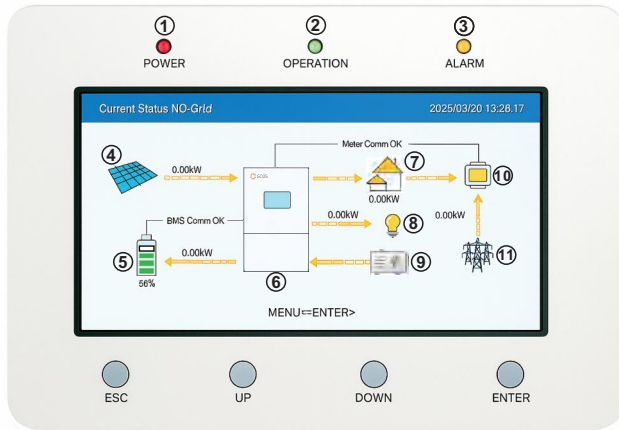 ① ② ③
POWER OPERATION ALARM
Current Status NO-Grid 2025/03/20 13:28.17
Meter Comm OK
④ 0.00kW ⑦ ⑩
0.00KW
BMS Comm OK 0.00kW ⑧ 0.00kW
⑤ 0.00kW ⑥ ⑨ ⑪
56%
MENU═ENTER>
ESC UP DOWN ENTER